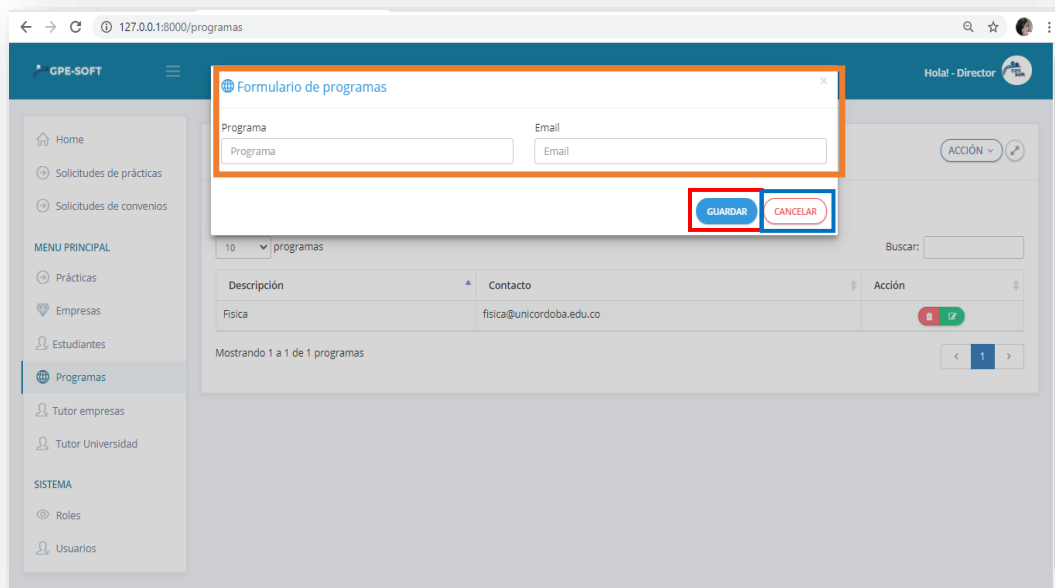 127.0.0.1:8000/programas
GPE-SOFT
Hola! - Director
Formulario de programas ×
Programa Email
Programa Email
GUARDAR CANCELAR
ACCIÓN
Home
Solicitudes de prácticas
Solicitudes de convenios
MENU PRINCIPAL
Prácticas
Empresas
Estudiantes
Programas
Tutor empresas
Tutor Universidad
SISTEMA
Roles
Usuarios
10 programas Buscar:
Descripción Contacto Acción
Fisica fisica@unicordoba.edu.co
Mostrando 1 a 1 de 1 programas
< 1 >